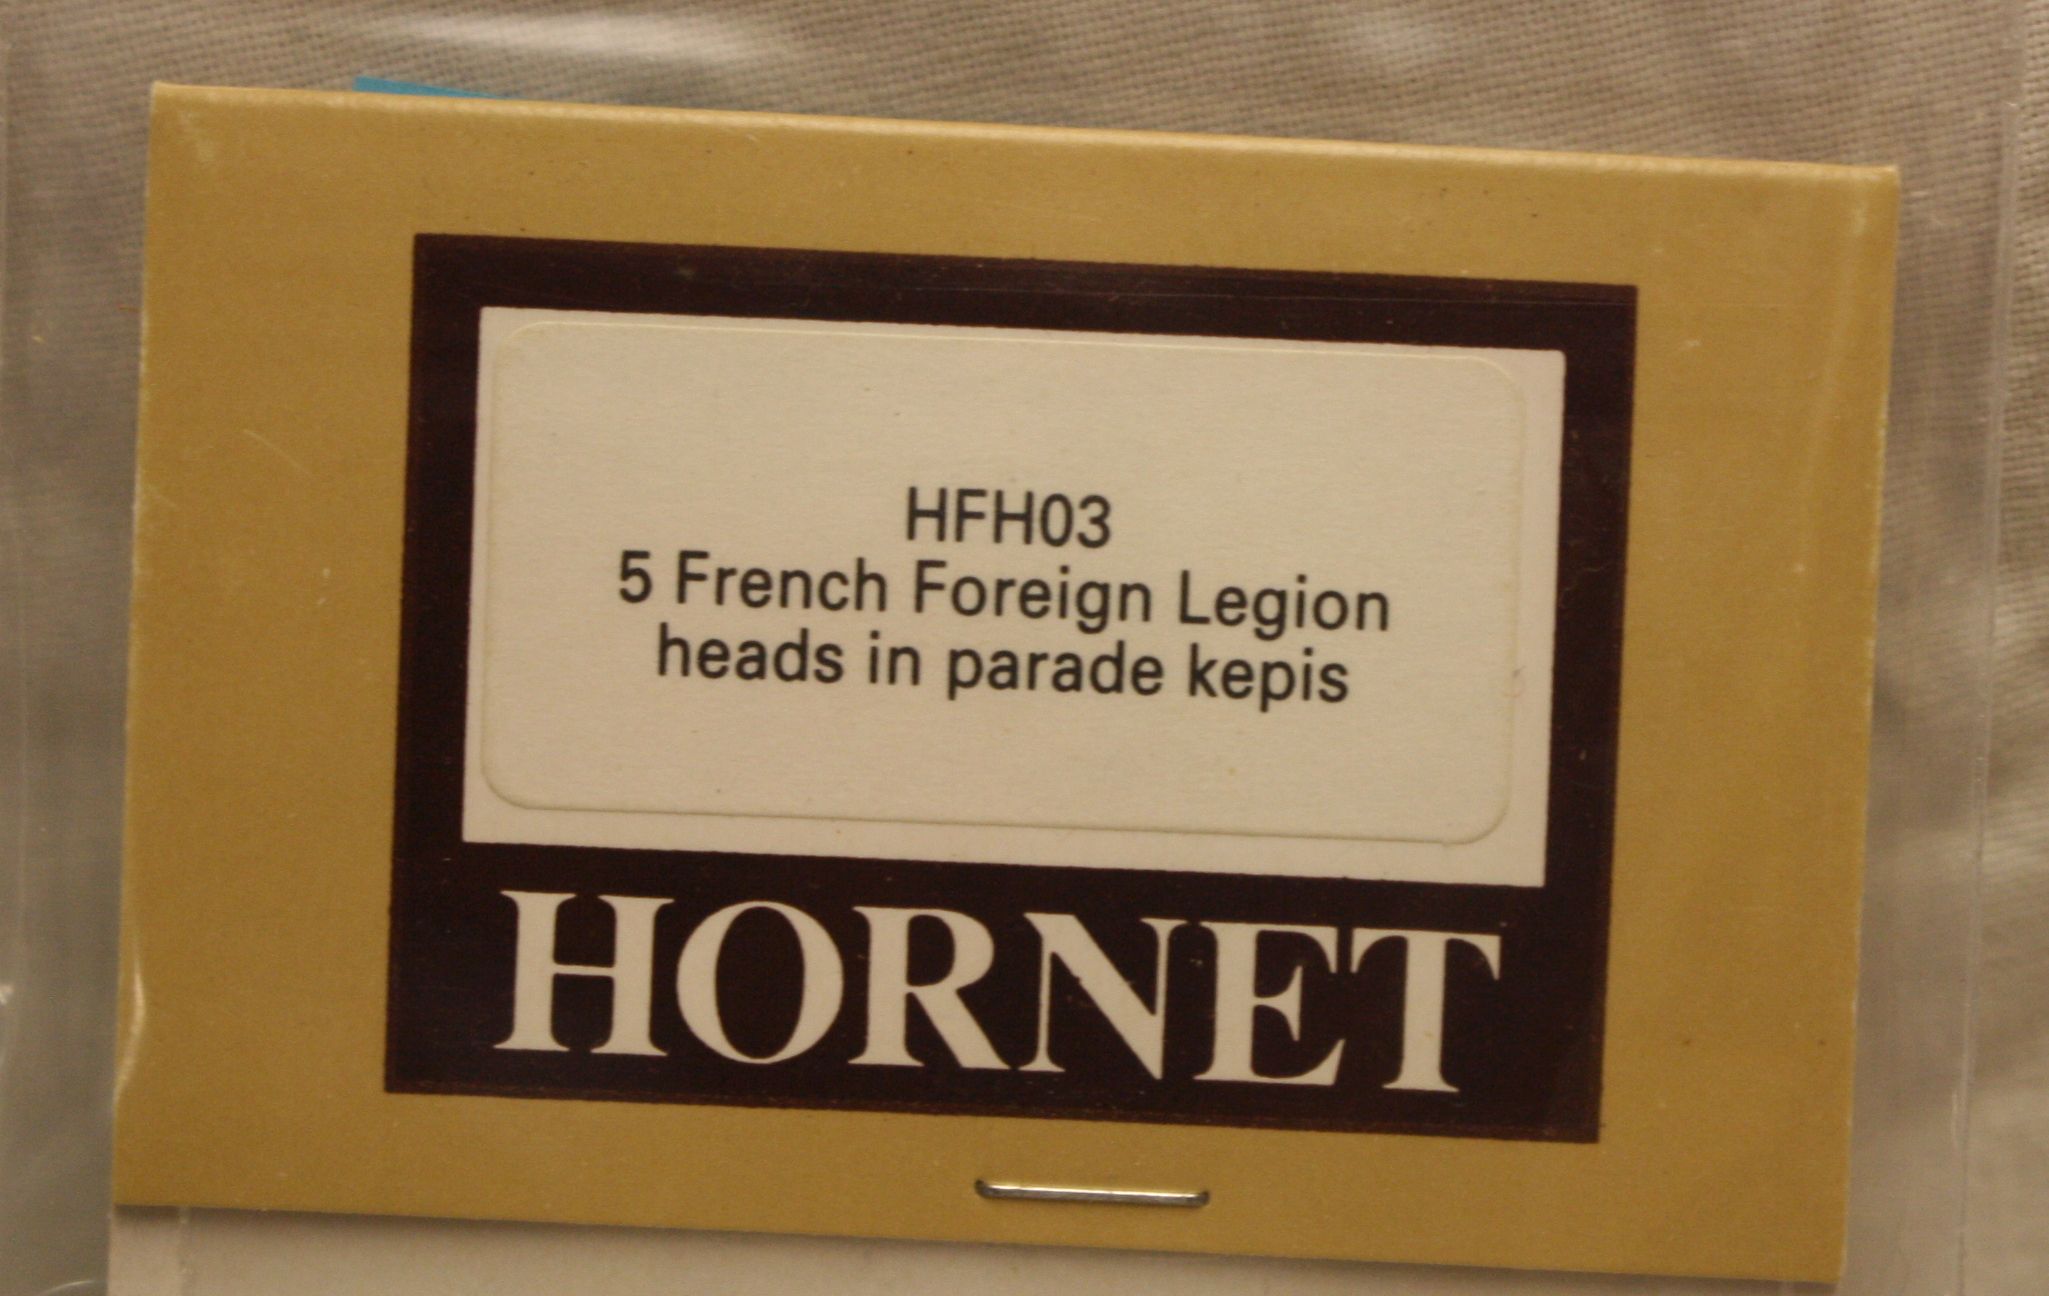 HFH03
5 French Foreign Legion
heads in parade kepis
HORNET